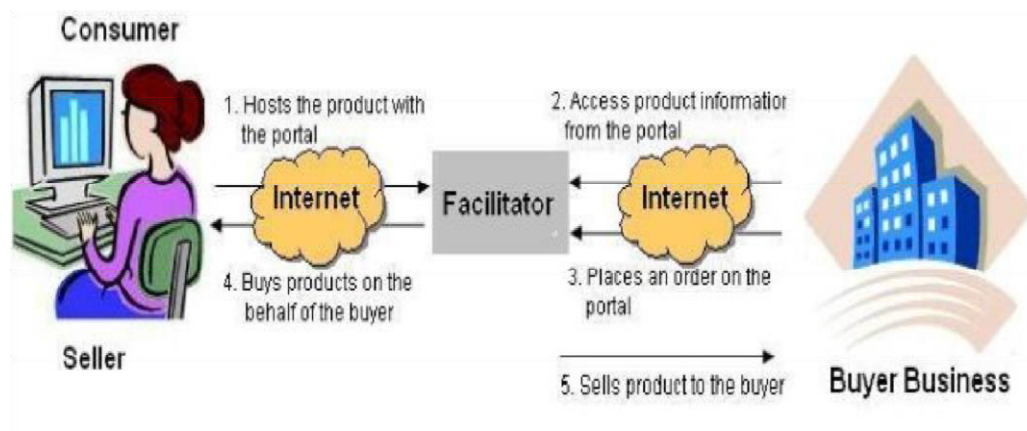 Consumer
1. Hosts the product with
the portal
2. Access product information
from the portal
Internet
Facilitator
Internet
4. Buys products on the
behalf of the buyer
3. Places an order on the
portal
Seller
5. Sells product to the buyer
Buyer Business